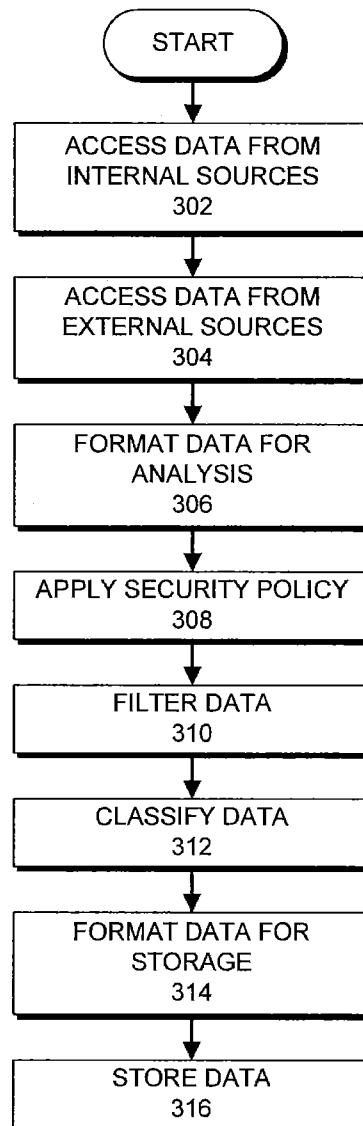 START
ACCESS DATA FROM
INTERNAL SOURCES
302
ACCESS DATA FROM
EXTERNAL SOURCES
304
FORMAT DATA FOR
ANALYSIS
306
APPLY SECURITY POLICY
308
FILTER DATA
310
CLASSIFY DATA
312
FORMAT DATA FOR
STORAGE
314
STORE DATA
316